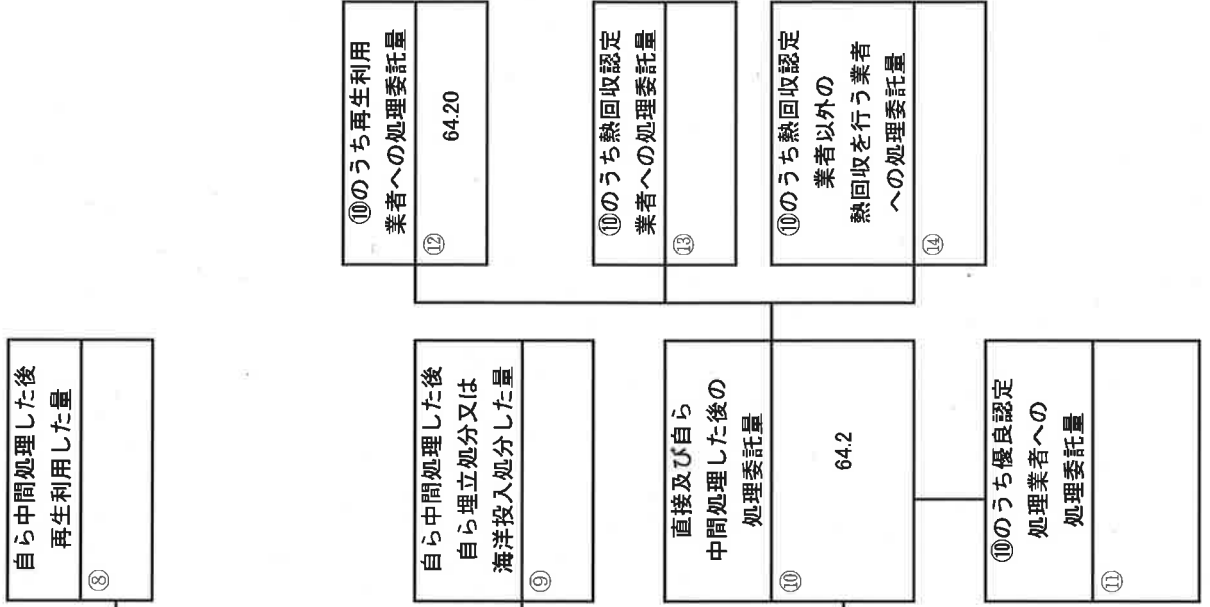 自ら中間処理した後
再生利用した量
⑧
自ら中間処理した後
自ら埋立処分又は
海洋投入処分した量
⑨
直接及び自ら
中間処理した後の
処理委託量
⑩
64.2
⑩のうち優良認定
処理業者への
処理委託量
⑪
⑩のうち再生利用
業者への処理委託量
⑫
64.20
⑩のうち熱回収認定
業者への処理委託量
⑬
⑩のうち熱回収認定
業者以外の
熱回収を行う業者
への処理委託量
⑭